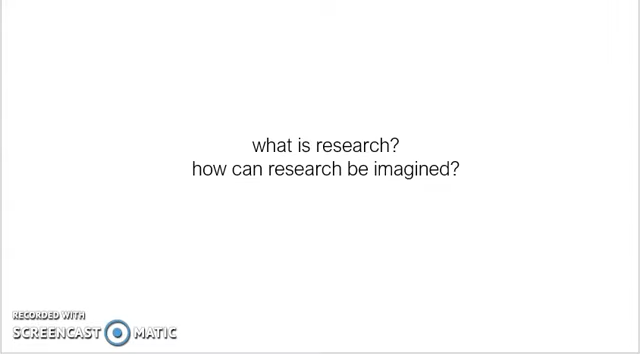 what is research?
how can research be imagined?
RECORDED WITH
SCREENCAST MATIC